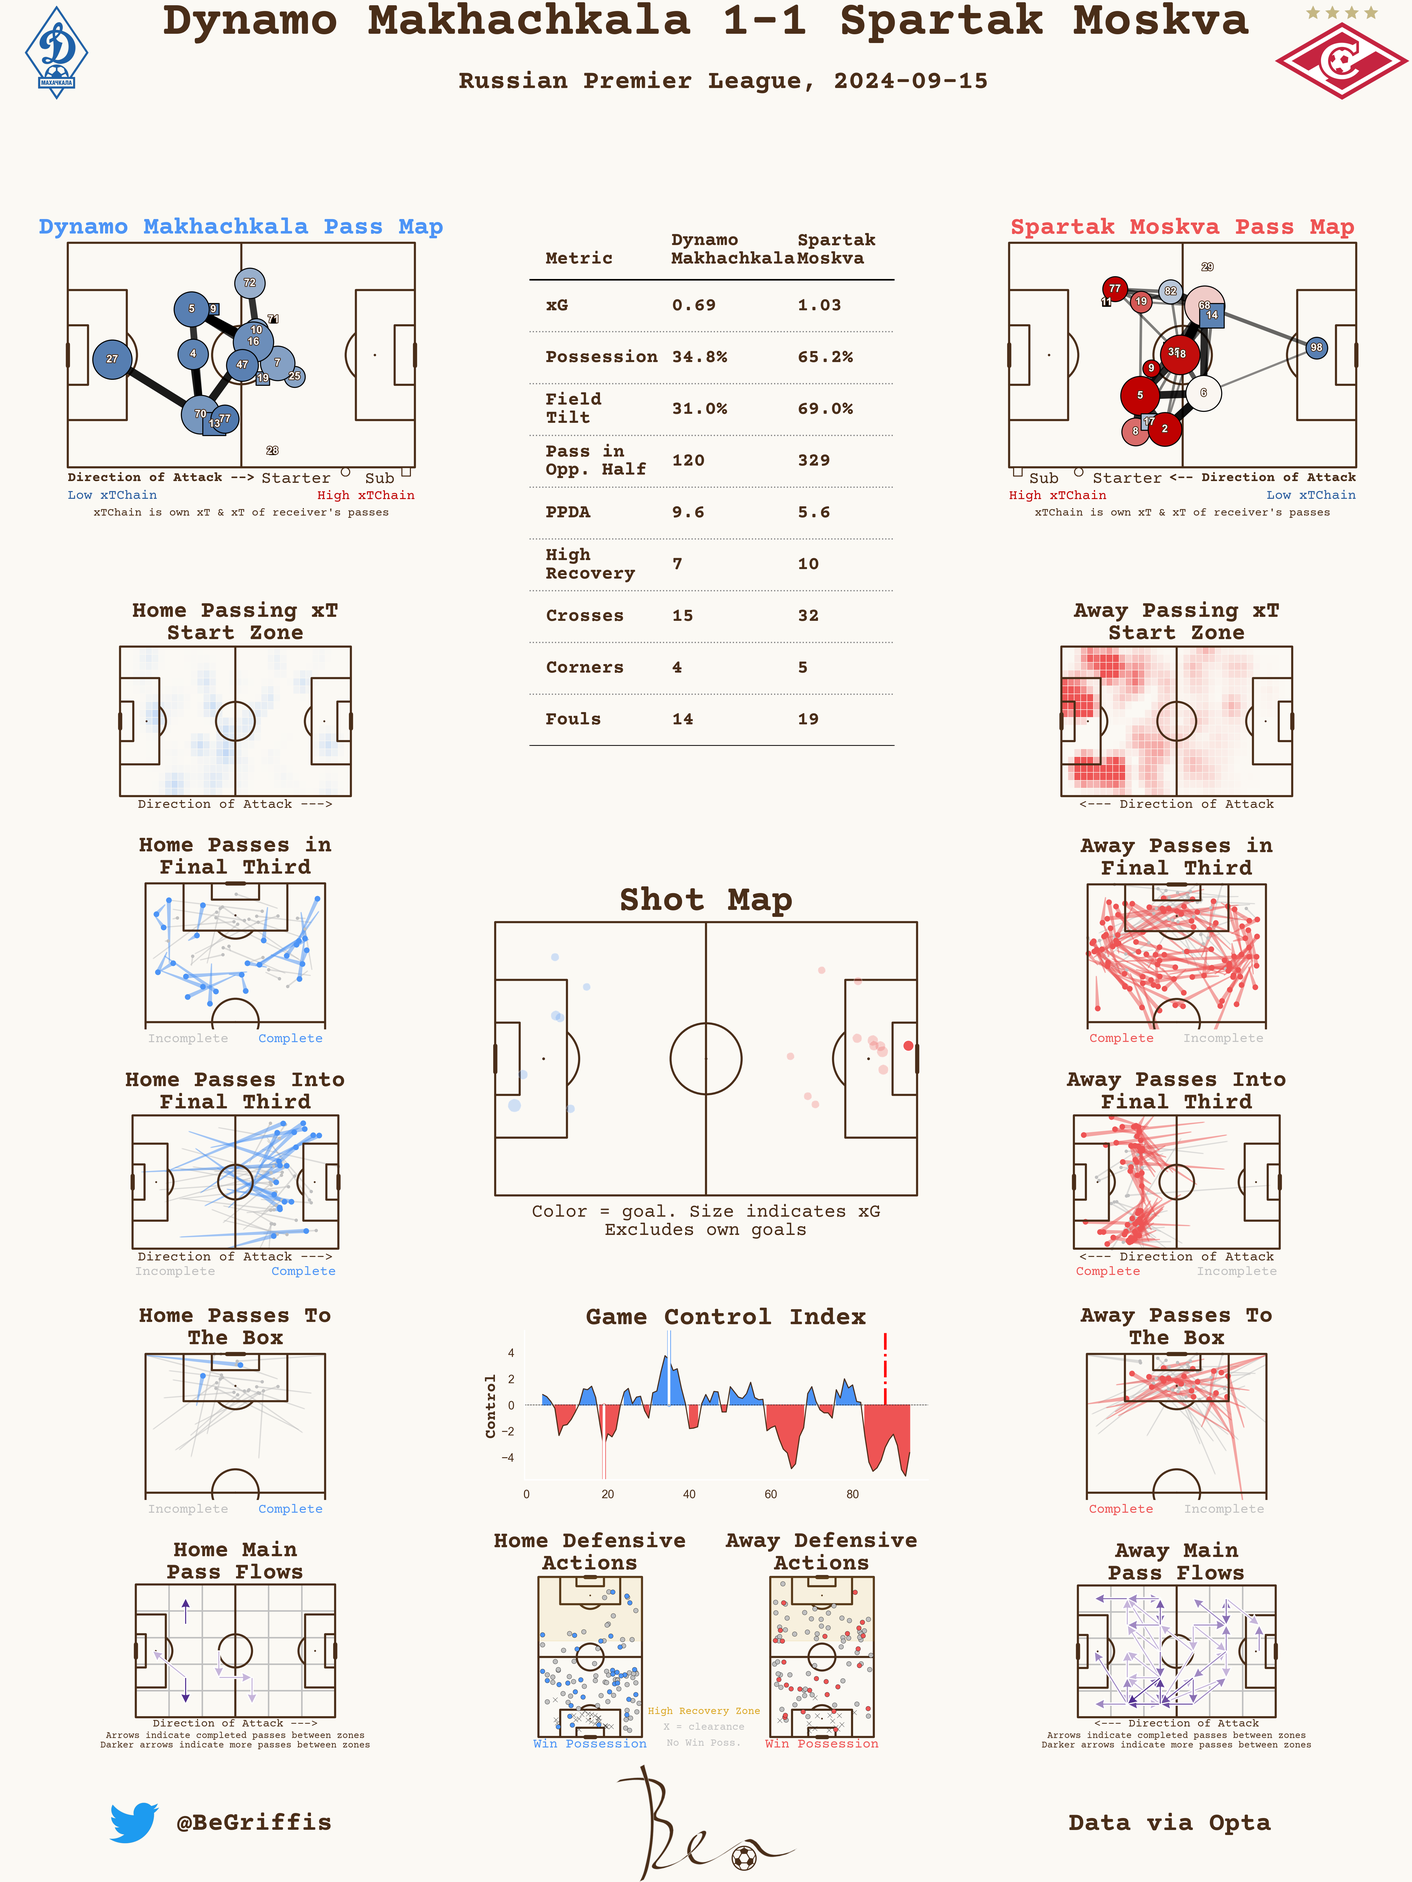 Dynamo Makhachkala 1-1 Spartak Moskva
Russian Premier League, 2024-09-15
МАХАЧКАЛА
Dynamo Makhachkala Pass Map
72
5
9
71
10
16
27
4
47
7
19
25
70
13
77
28
Direction of Attack --> Starter Sub
Low xTChain High xTChain
xTChain is own xT & xT of receiver's passes
Metric Dynamo Makhachkala Spartak Moskva
xG 0.69 1.03
Possession 34.8% 65.2%
Field Tilt 31.0% 69.0%
Pass in Opp. Half 120 329
PPDA 9.6 5.6
High Recovery 7 10
Crosses 15 32
Corners 4 5
Fouls 14 19
Spartak Moskva Pass Map
29
77
11
19
82
68
14
98
18
9
5
6
8
17
2
Sub Starter <-- Direction of Attack
High xTChain Low xTChain
xTChain is own xT & xT of receiver's passes
Home Passing xT
Start Zone
Direction of Attack --->
Away Passing xT
Start Zone
<--- Direction of Attack
Home Passes in
Final Third
Incomplete Complete
Away Passes in
Final Third
Complete Incomplete
Shot Map
Color = goal. Size indicates xG
Excludes own goals
Home Passes Into
Final Third
Direction of Attack --->
Incomplete Complete
Away Passes Into
Final Third
<--- Direction of Attack
Complete Incomplete
Home Passes To
The Box
Incomplete Complete
Game Control Index
Control
4
2
0
−2
−4
0 20 40 60 80
Away Passes To
The Box
Complete Incomplete
Home Main
Pass Flows
Direction of Attack --->
Arrows indicate completed passes between zones
Darker arrows indicate more passes between zones
Home Defensive
Actions
Win Possession
Away Defensive
Actions
Win Possession
High Recovery Zone
X = clearance
No Win Poss.
Away Main
Pass Flows
<--- Direction of Attack
Arrows indicate completed passes between zones
Darker arrows indicate more passes between zones
@BeGriffis
Ben
Data via Opta